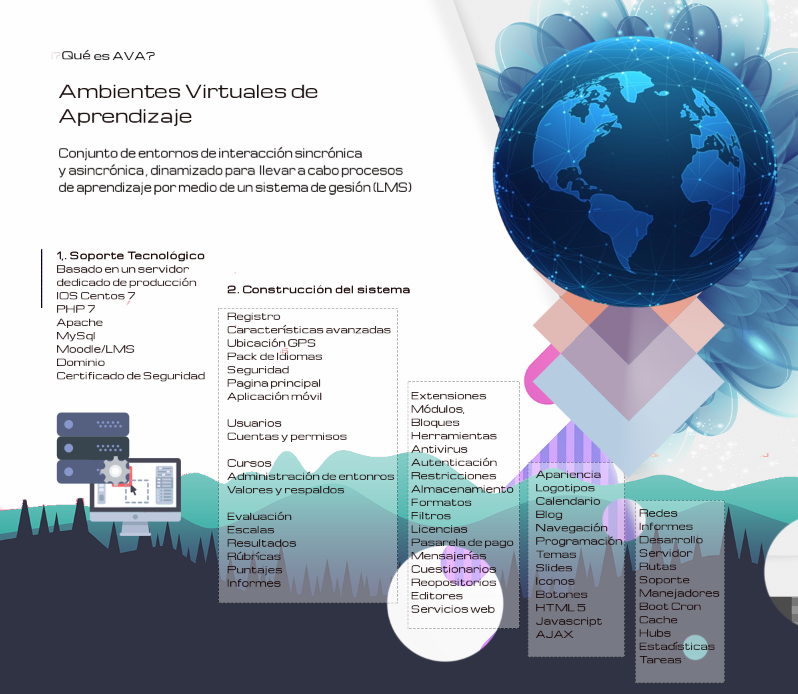 ¿Qué es AVA?
Ambientes Virtuales de
Aprendizaje
Conjunto de entornos de interacción sincrónica
y asincrónica, dinamizado para llevar a cabo procesos
de aprendizaje por medio de un sistema de gesión (LMS)
1,. Soporte Tecnológico
Basado en un servidor
dedicado de producción
IOS Centos 7
PHP 7
Apache
MySql
Moodle/LMS
Dominio
Certificado de Seguridad
2. Construcción del sistema
Registro
Características avanzadas
Ubicación GPS
Pack de Idomas
Seguridad
Pagina principal
Aplicación móvil
Usuarios
Cuentas y permisos
Cursos
Administración de entonros
Valores y respaldos
Evaluación
Escalas
Resultados
Rúbrícas
Puntajes
Informes
Extensiones
Módulos,
Bloques
Herramientas
Antivirus
Autenticación
Restricciones
Almacenamiento
Formatos
Filtros
Licencias
Pasarela de pago
Mensajerías
Cuestionarios
Reopositorios
Editores
Servicios web
Apariencia
Logotipos
Calendario
Blog
Navegación
Programación
Temas
Slides
Iconos
Botones
HTML 5
Javascript
AJAX
Redes
Informes
Desarrollo
Servidor
Rutas
Soporte
Manejadores
Boot Cron
Cache
Hubs
Estadísticas
Tareas